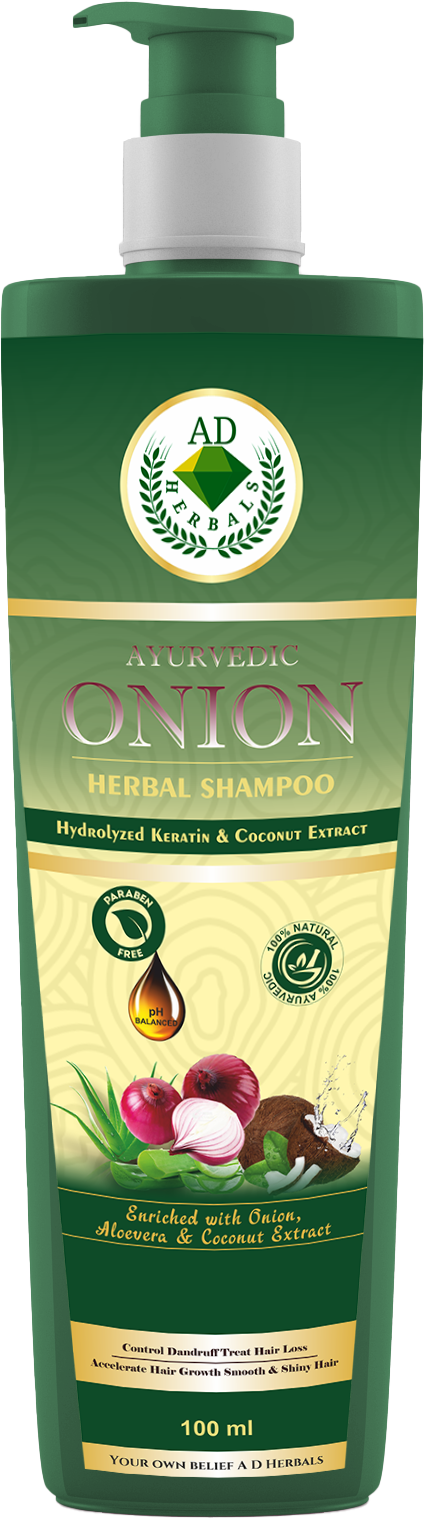 AD
HERBALS
AYURVEDIC
ONION
HERBAL SHAMPOO
Hydrolyzed Keratin & Coconut Extract
PARABEN
FREE
100% NATURAL
100% AYURVEDIC
pH
BALANCED
Enriched with Onion,
Aloevera & Coconut Extract
Control Dandruff Treat Hair Loss
Accelerate Hair Growth Smooth & Shiny Hair
100 ml
Your own belief A D Herbals